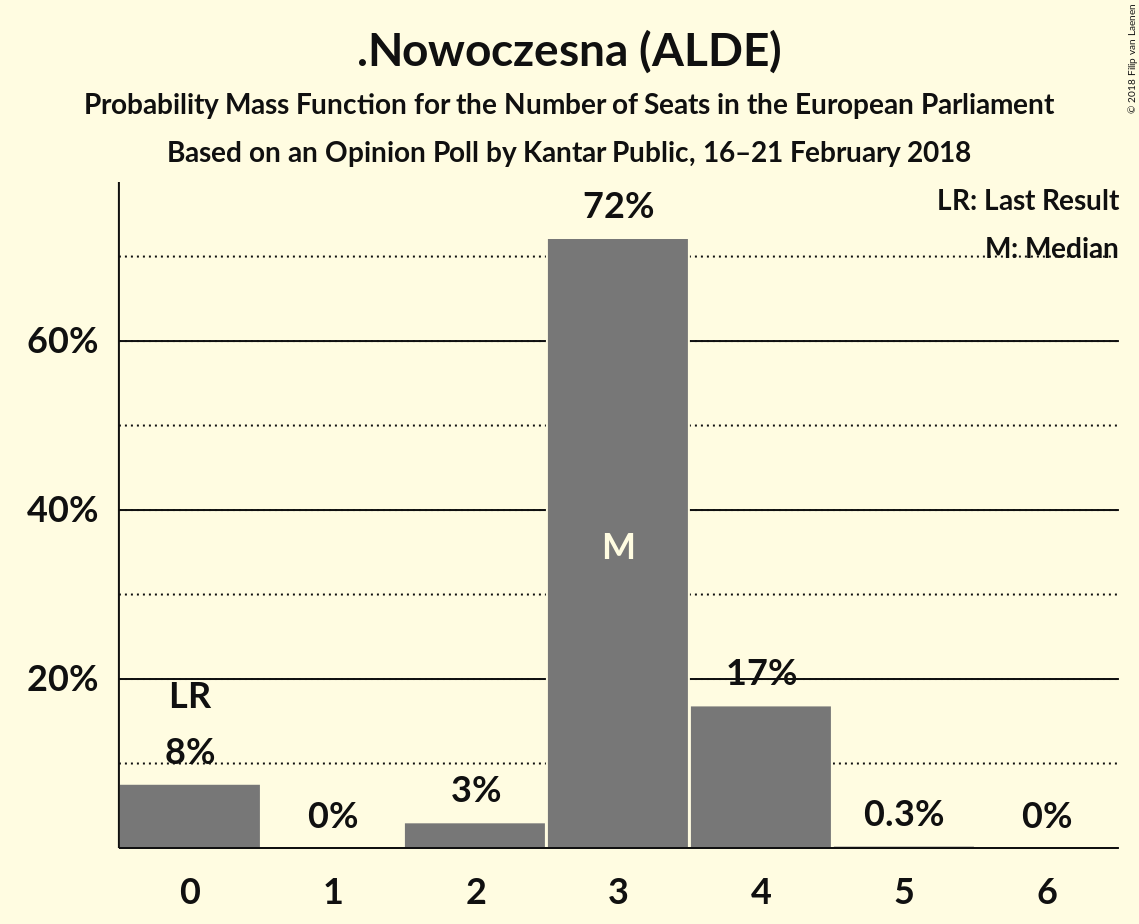 .Nowoczesna (ALDE)
Probability Mass Function for the Number of Seats in the European Parliament
Based on an Opinion Poll by Kantar Public, 16–21 February 2018
© 2018 Filip van Laenen
LR: Last Result
M: Median
72%
60%
40%
M
20%
17%
LR
8%
3%
0%
0.3%
0%
0 1 2 3 4 5 6